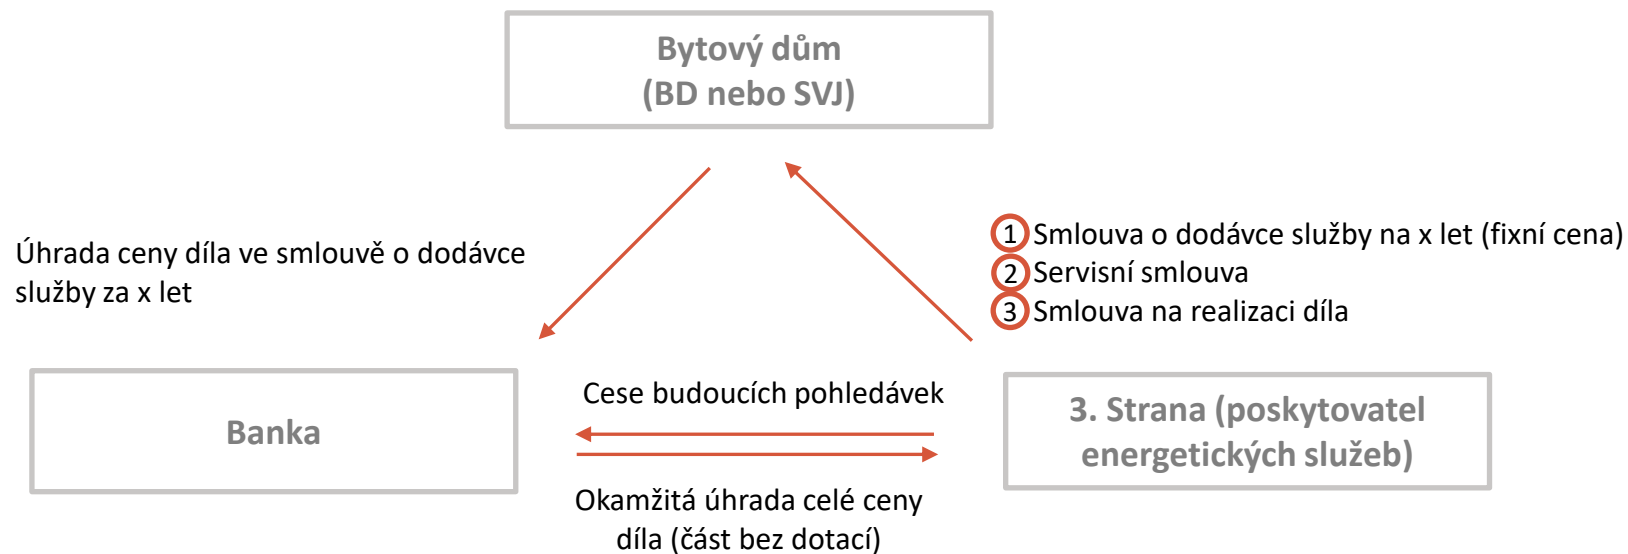 Bytový dům
(BD nebo SVJ)
Úhrada ceny díla ve smlouvě o dodávce
služby za x let
1 Smlouva o dodávce služby na x let (fixní cena)
2 Servisní smlouva
3 Smlouva na realizaci díla
Banka
Cese budoucích pohledávek
Okamžitá úhrada celé ceny
díla (část bez dotací)
3. Strana (poskytovatel
energetických služeb)